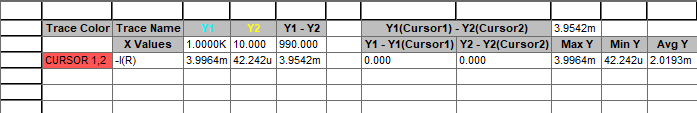 Trace Color Trace Name Y1 Y2 Y1 - Y2 Y1(Cursor1) - Y2(Cursor2) 3.9542m
X Values 1.0000K 10.000 990.000 Y1 - Y1(Cursor1) Y2 - Y2(Cursor2) Max Y Min Y Avg Y
CURSOR 1,2 -I(R) 3.9964m 42.242u 3.9542m 0.000 0.000 3.9964m 42.242u 2.0193m